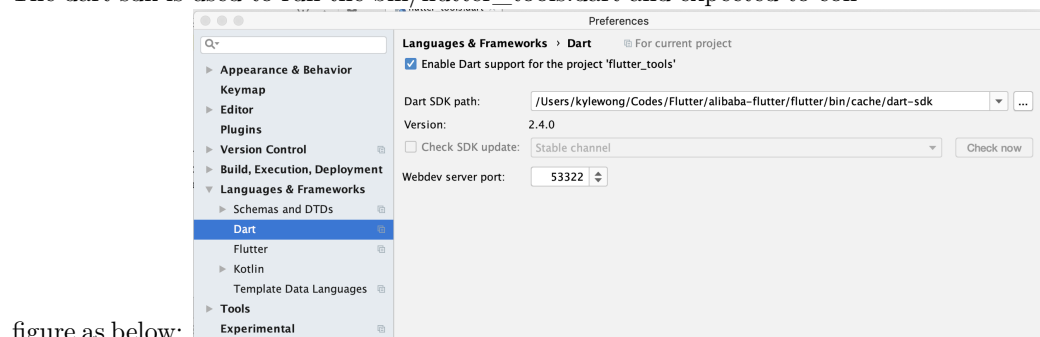 The dart sdk is used to run the bin/flutter_tools.dart and expected to con-
Preferences
Languages & Frameworks › Dart For current project
Enable Dart support for the project 'flutter_tools'
Appearance & Behavior
Keymap
Editor
Plugins
Version Control
Build, Execution, Deployment
Languages & Frameworks
Schemas and DTDs
Dart
Flutter
Kotlin
Template Data Languages
Tools
Experimental
Dart SDK path: /Users/kylewong/Codes/Flutter/alibaba-flutter/flutter/bin/cache/dart-sdk ...
Version: 2.4.0
Check SDK update: Stable channel Check now
Webdev server port: 53322
figure as below: